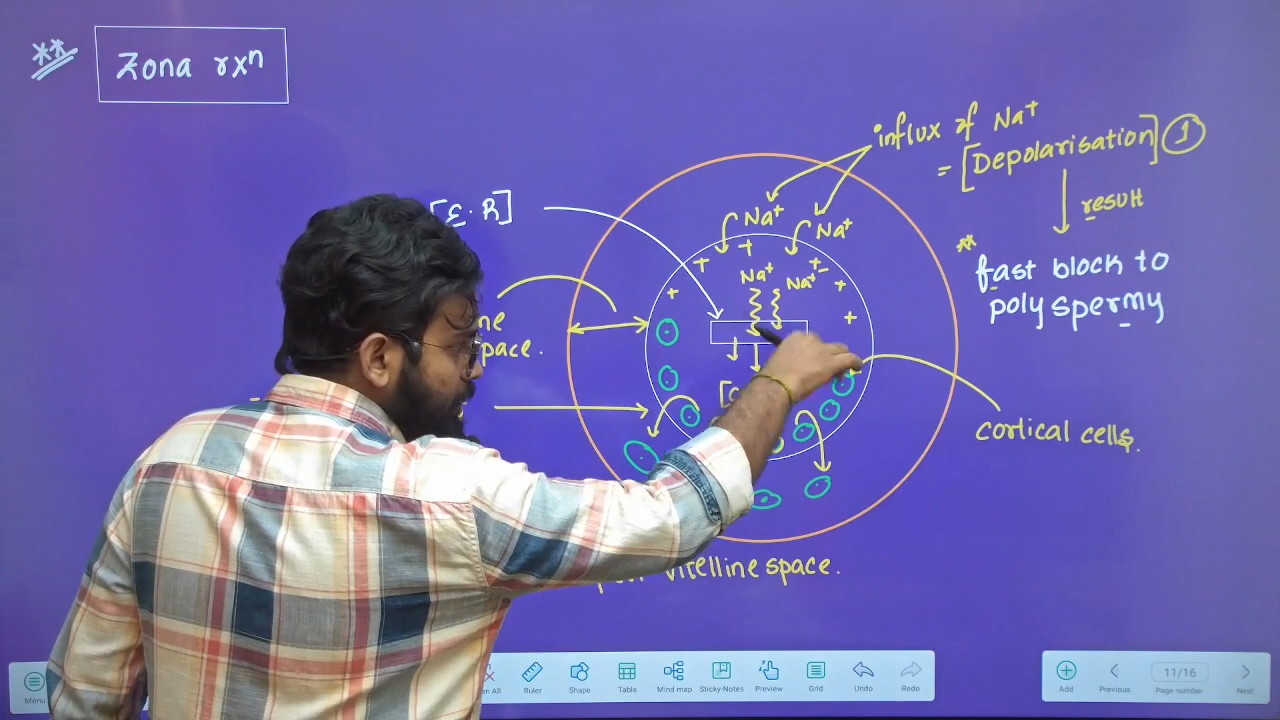 **
Zona rxⁿ
influx of Na⁺
= [Depolarisation] 1
result
**
fast block to
poly spermy
[E.R]
Na⁺
Na⁺
+
+
+
+
+
+
Na⁺
Na⁺
ne
pace.
cortical cells.
vitelline space.
Menu
Ruler
Shape
Table
Mind map
Sticky-Notes
Preview
Grid
Undo
Redo
Add
Previous
11/16
Page number
Next